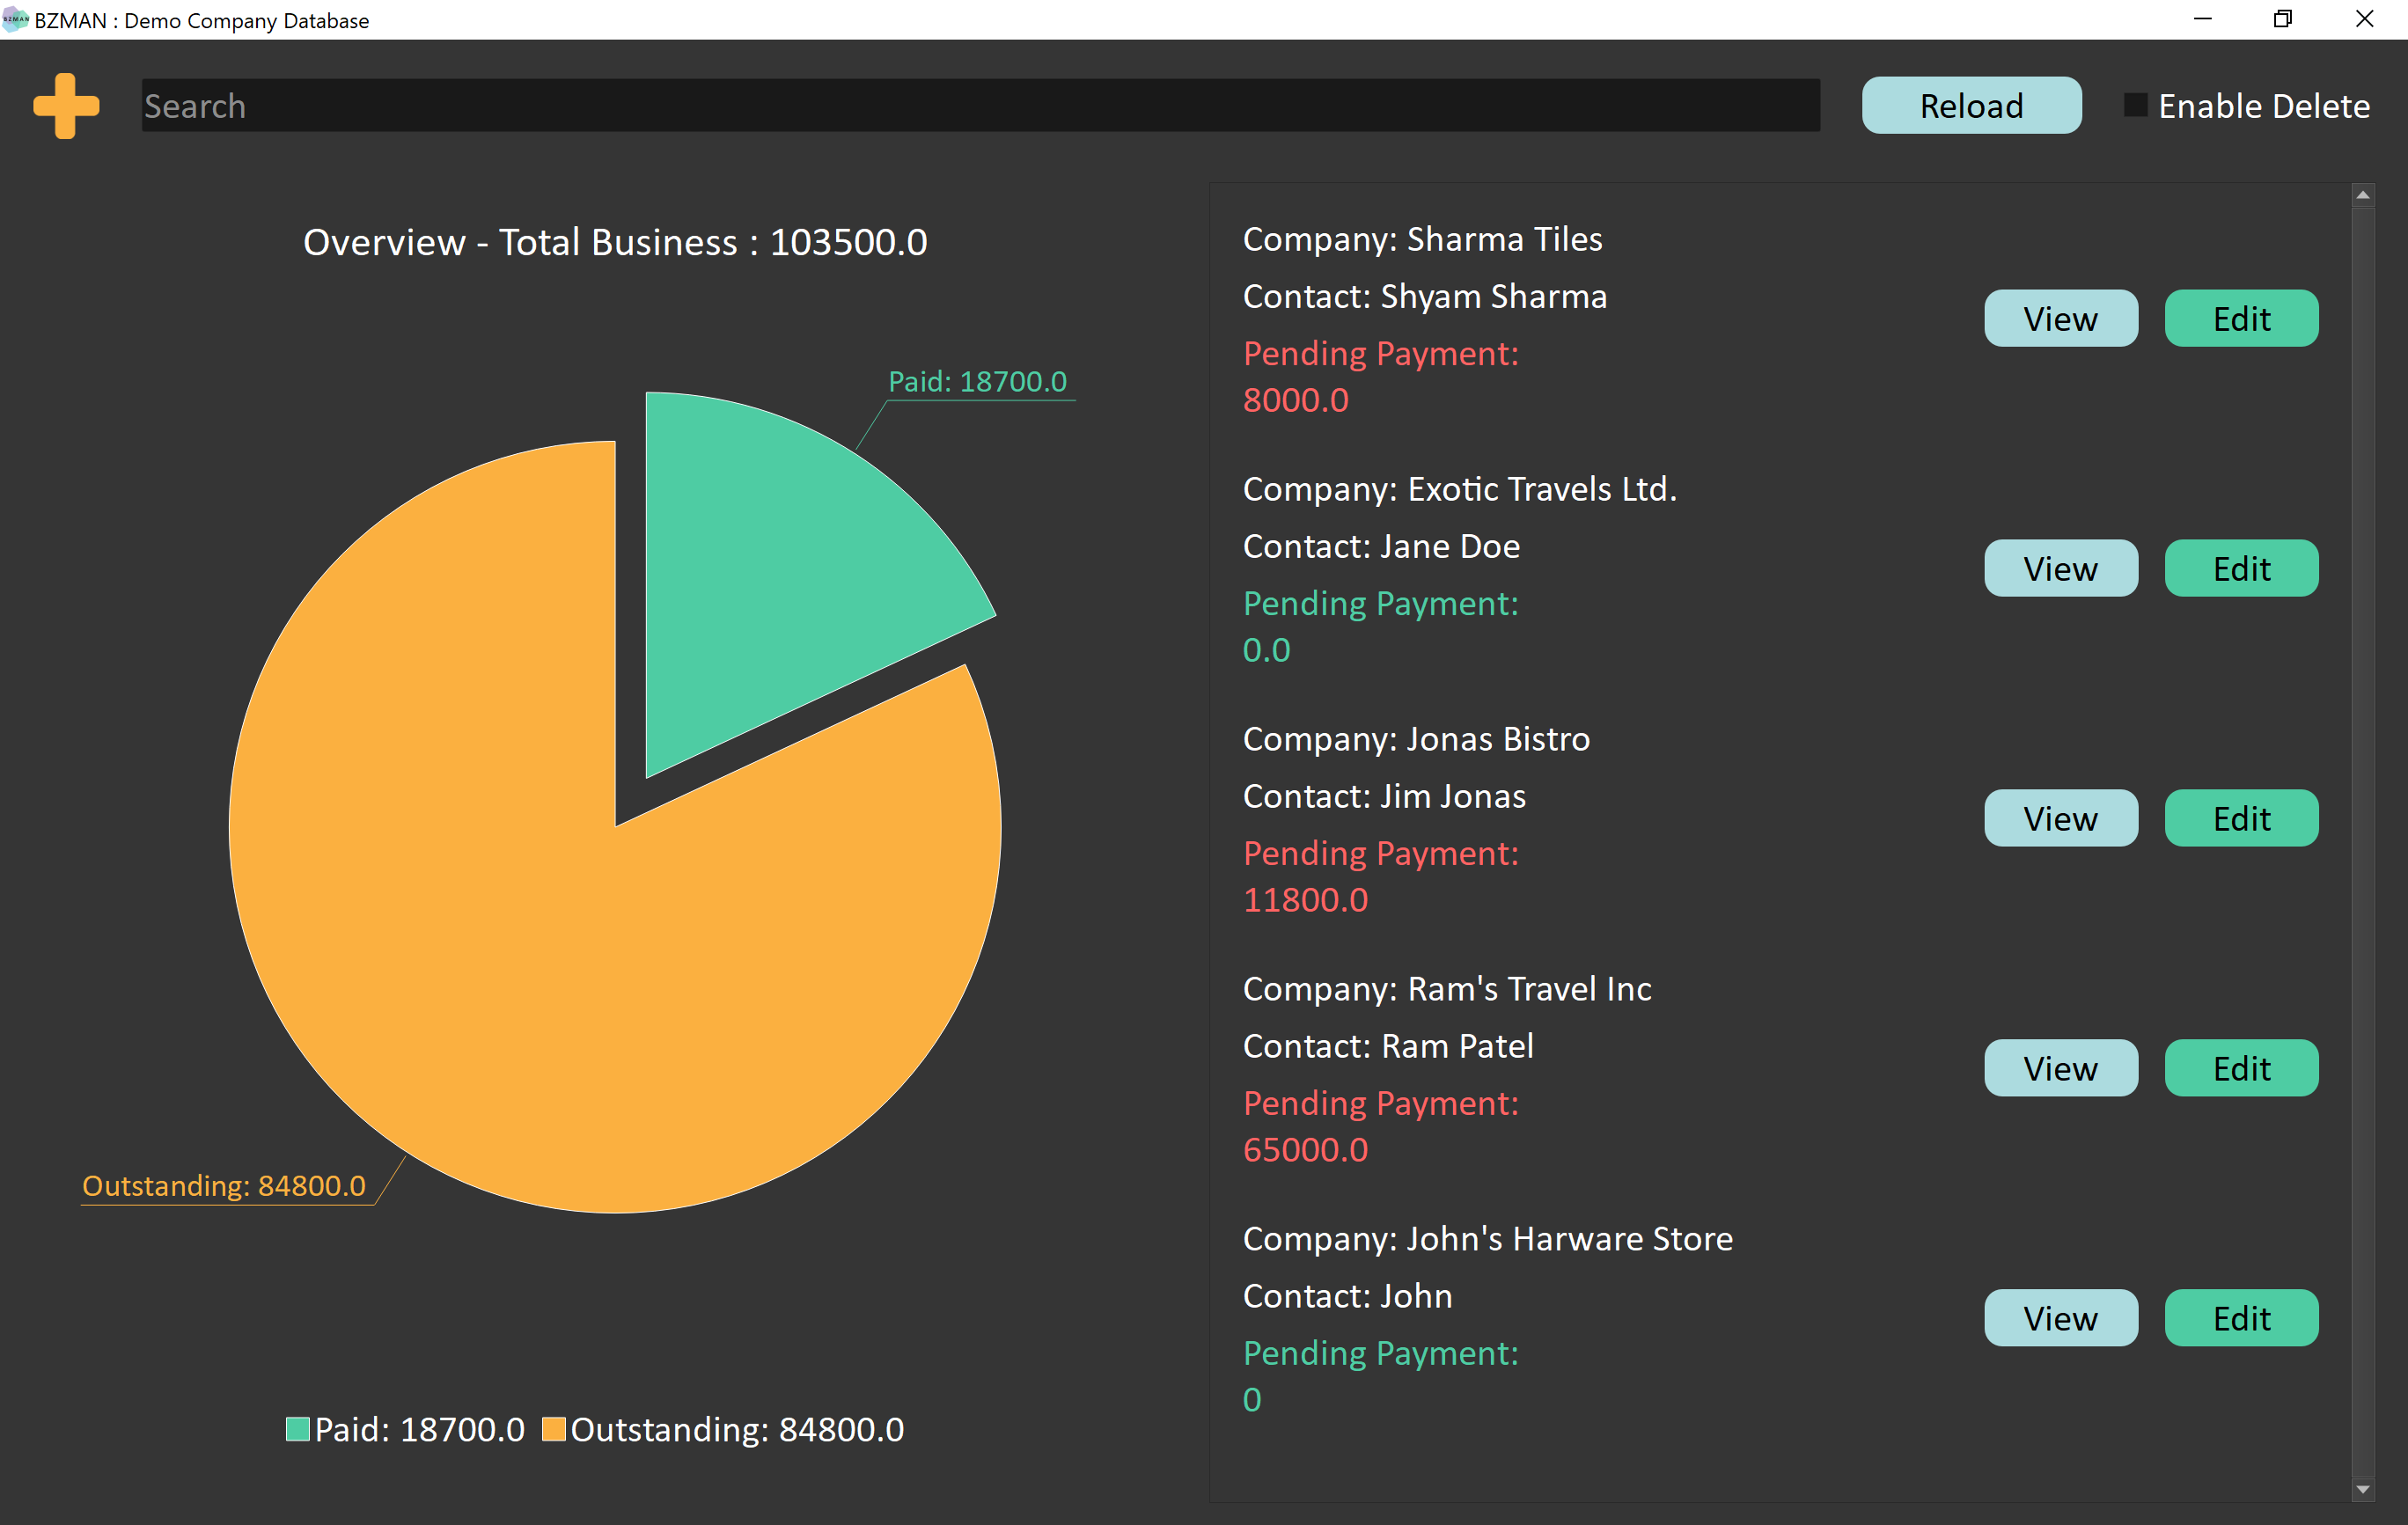 BZMAN
BZMAN : Demo Company Database
Search
Reload
Enable Delete
Overview - Total Business : 103500.0
Paid: 18700.0
Outstanding: 84800.0
Paid: 18700.0
Outstanding: 84800.0
Company: Sharma Tiles
Contact: Shyam Sharma
Pending Payment:
8000.0
View
Edit
Company: Exotic Travels Ltd.
Contact: Jane Doe
Pending Payment:
0.0
View
Edit
Company: Jonas Bistro
Contact: Jim Jonas
Pending Payment:
11800.0
View
Edit
Company: Ram's Travel Inc
Contact: Ram Patel
Pending Payment:
65000.0
View
Edit
Company: John's Harware Store
Contact: John
Pending Payment:
0
View
Edit